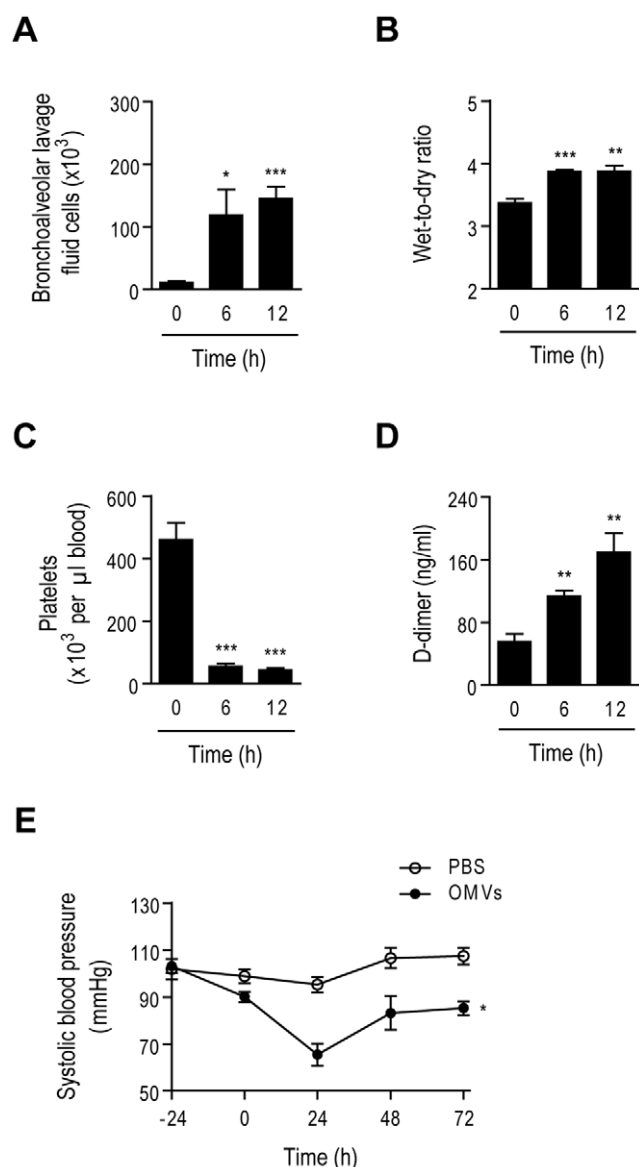 A
Bronchoalveolar lavage
fluid cells (x10³)
300
200
100
0
*
***
0 6 12
Time (h)
B
Wet-to-dry ratio
5
4
3
2
***
**
0 6 12
Time (h)
C
Platelets
(x10³ per µl blood)
600
400
200
0
***
***
0 6 12
Time (h)
D
D-dimer (ng/ml)
240
160
80
0
**
**
0 6 12
Time (h)
E
PBS
OMVs
Systolic blood pressure
(mmHg)
130
110
90
70
50
*
-24 0 24 48 72
Time (h)